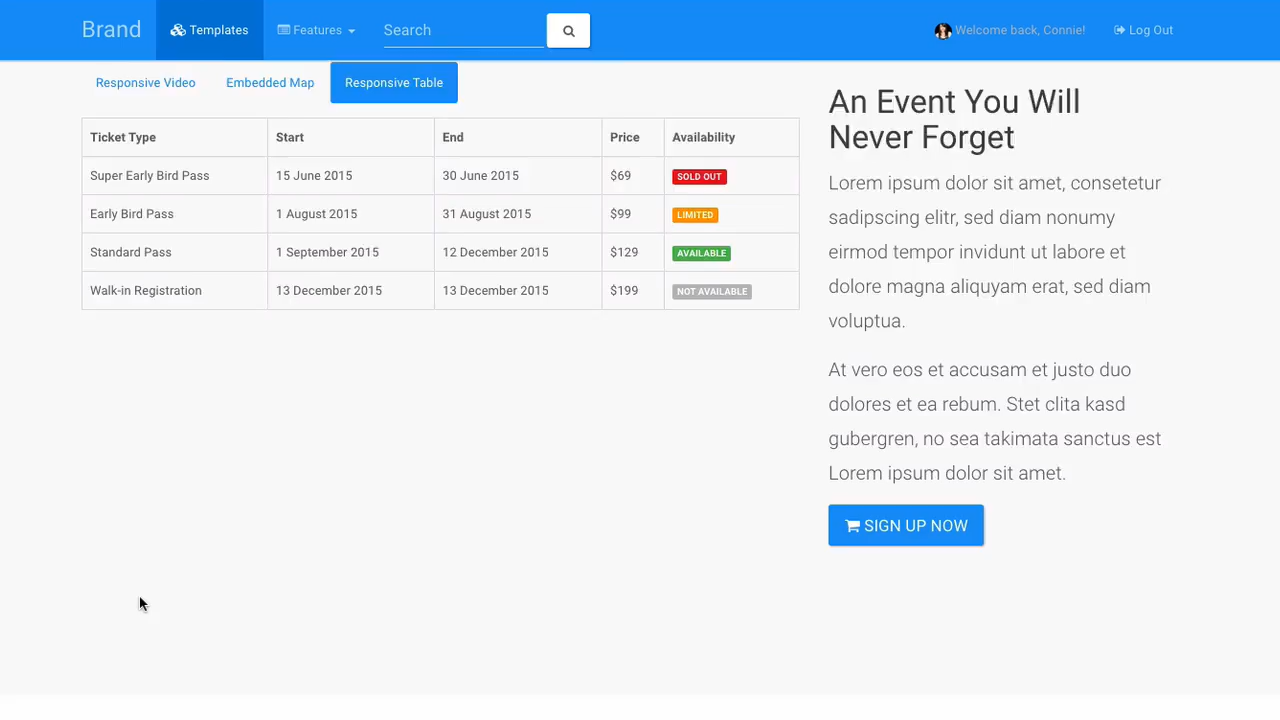 Brand Templates Features Search Welcome back, Connie! Log Out
Responsive Video Embedded Map Responsive Table
Ticket Type Start End Price Availability
Super Early Bird Pass 15 June 2015 30 June 2015 $69 SOLD OUT
Early Bird Pass 1 August 2015 31 August 2015 $99 LIMITED
Standard Pass 1 September 2015 12 December 2015 $129 AVAILABLE
Walk-in Registration 13 December 2015 13 December 2015 $199 NOT AVAILABLE
An Event You Will
Never Forget
Lorem ipsum dolor sit amet, consetetur
sadipscing elitr, sed diam nonumy
eirmod tempor invidunt ut labore et
dolore magna aliquyam erat, sed diam
voluptua.
At vero eos et accusam et justo duo
dolores et ea rebum. Stet clita kasd
gubergren, no sea takimata sanctus est
Lorem ipsum dolor sit amet.
SIGN UP NOW